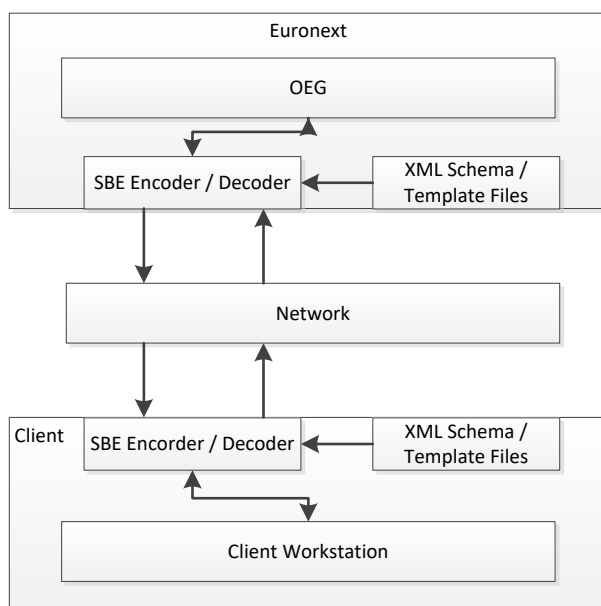 Euronext
OEG
SBE Encoder / Decoder
XML Schema /
Template Files
Network
Client
SBE Encorder / Decoder
XML Schema /
Template Files
Client Workstation